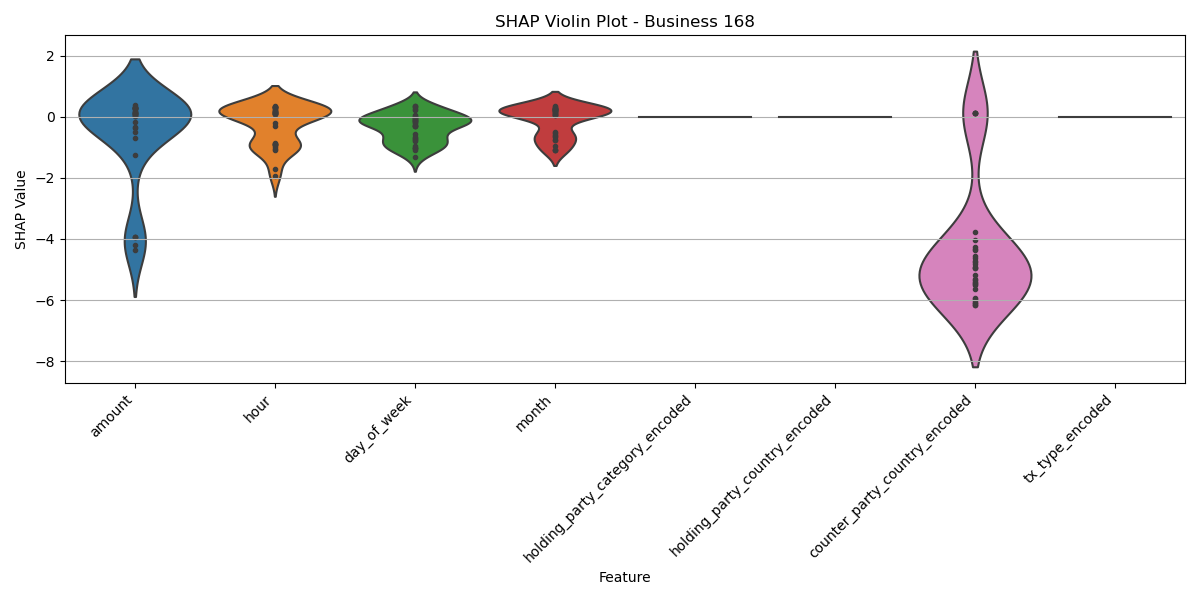 SHAP Violin Plot - Business 168
SHAP Value
2
0
−2
−4
−6
−8
amount
hour
day_of_week
month
holding_party_category_encoded
holding_party_country_encoded
counter_party_country_encoded
tx_type_encoded
Feature